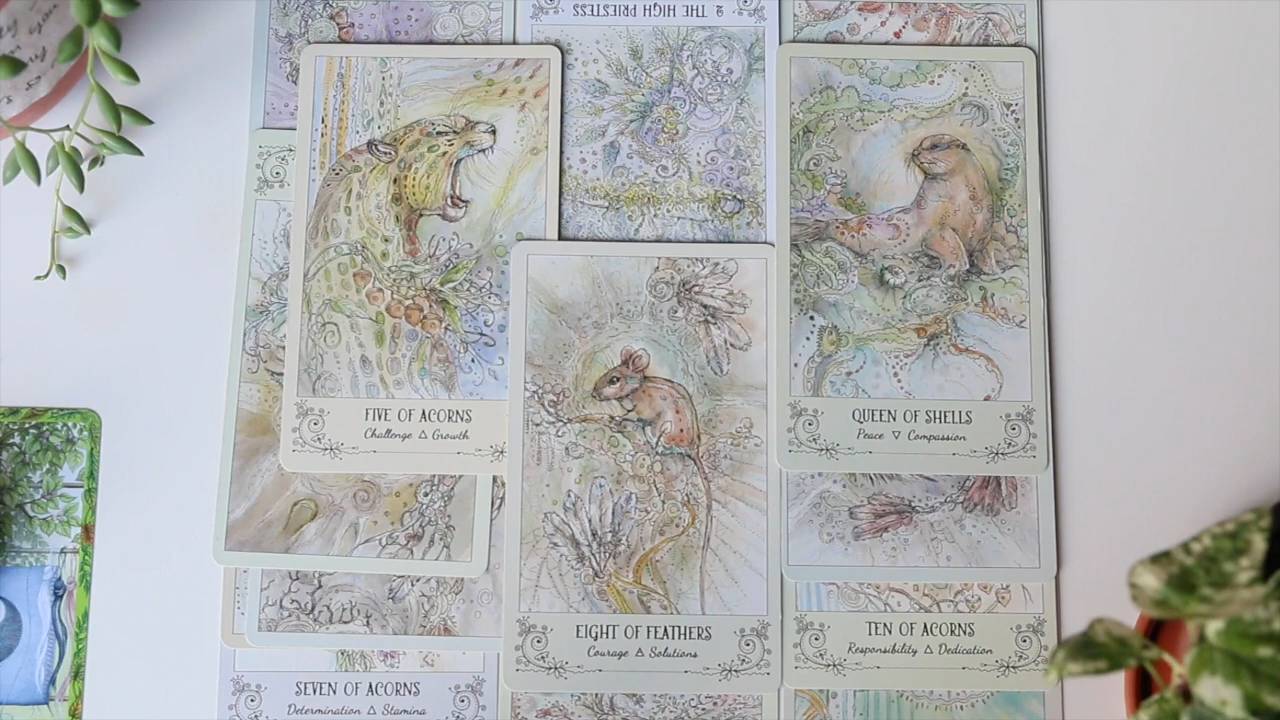 2 THE HIGH PRIESTESS
FIVE OF ACORNS
Challenge △ Growth
QUEEN OF SHELLS
Peace ▽ Compassion
EIGHT OF FEATHERS
Courage △ Solutions
TEN OF ACORNS
Responsibility △ Dedication
SEVEN OF ACORNS
Determination △ Stamina